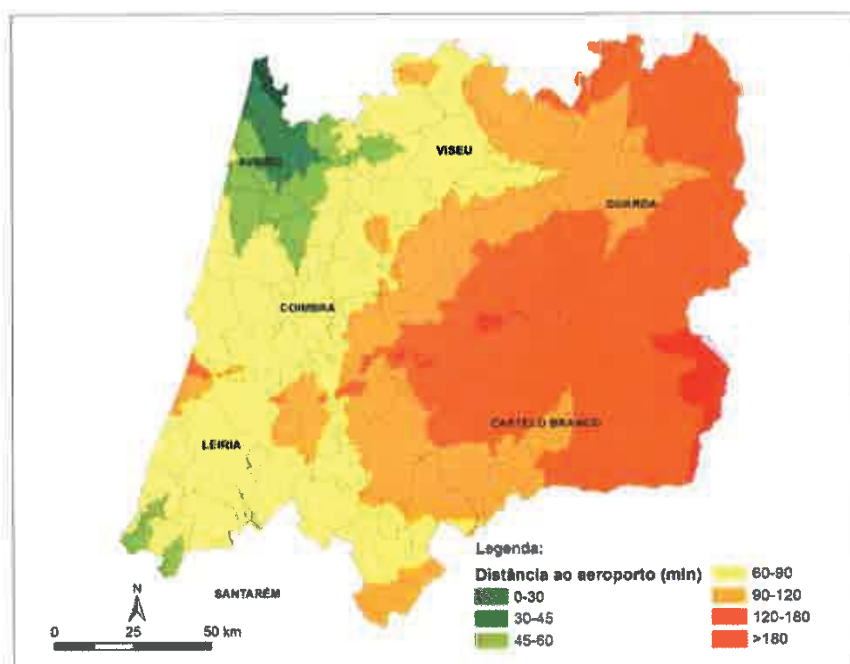 VISEU
AVEIRO
GUARDA
COIMBRA
CASTELO BRANCO
LEIRIA
SANTARÉM
N
0 25 50 km
Legenda:
Distância ao aeroporto (min)
0-30
30-45
45-60
60-90
90-120
120-180
>180